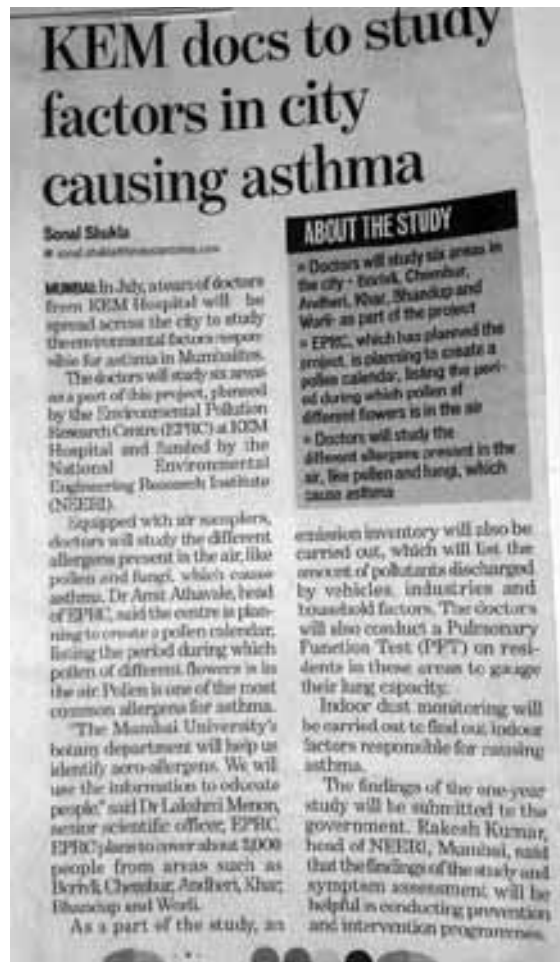 KEM docs to study
factors in city
causing asthma
Sonal Shukla
MUMBAI: In July, a team of doctors
from KEM Hospital will be
spread across the city to study
the environmental factors respon-
sible for asthma in Mumbaites.
The doctors will study six areas
as a part of this project, planned
by the Environmental Pollution
Research Centre (EPRC) at KEM
Hospital and funded by the
National Environmental
Engineering Research Institute
(NEERI).
Equipped with air samplers,
doctors will study the different
allergens present in the air, like
pollen and fungi, which cause
asthma. Dr Amit Athavale, head
of EPRC, said the centre is plan-
ning to create a pollen calendar,
listing the period during which
pollen of different flowers is in
the air. Pollen is one of the most
common allergens for asthma.
"The Mumbai University's
botany department will help us
identify aero-allergens. We will
use the information to educate
people," said Dr Lakshmi Menon,
senior scientific officer, EPRC.
EPRC plans to cover about
people from areas such as
Borivli, Chembur, Andheri, Khar,
Bhandup and Worli.
As a part of the study, an
ABOUT THE STUDY
» Doctors will study six areas in
the city - Borivli, Chembur,
Andheri, Khar, Bhandup and
Worli- as part of the project
» EPRC, which has planned the
project, is planning to create a
pollen calendar, listing the peri-
od during which pollen of
different flowers is in the air
» Doctors will study the
different allergens present in the
air, like pollen and fungi, which
cause asthma
emission inventory will also be
carried out, which will list the
amount of pollutants discharged
by vehicles, industries and
household factors. The doctors
will also conduct a Pulmonary
Function Test (PFT) on resi-
dents in these areas to gauge
their lung capacity.
Indoor dust monitoring will
be carried out to find out indoor
factors responsible for causing
asthma.
The findings of the one-year
study will be submitted to the
government. Rakesh Kumar,
head of NEERI, Mumbai, said
that the findings of the study and
symptom assessment will be
helpful in conducting prevention
and intervention programmes.